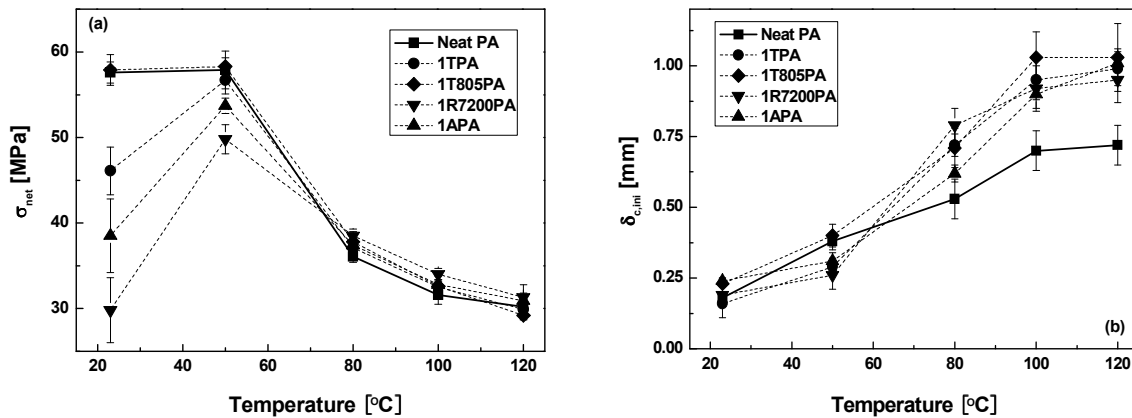 (a)
Neat PA
1TPA
1T805PA
1R7200PA
1APA
60
50
40
30
σnet [MPa]
20 40 60 80 100 120
Temperature [°C]
Neat PA
1TPA
1T805PA
1R7200PA
1APA
1.00
0.75
0.50
0.25
0.00
δc,ini [mm]
(b)
20 40 60 80 100 120
Temperature [°C]